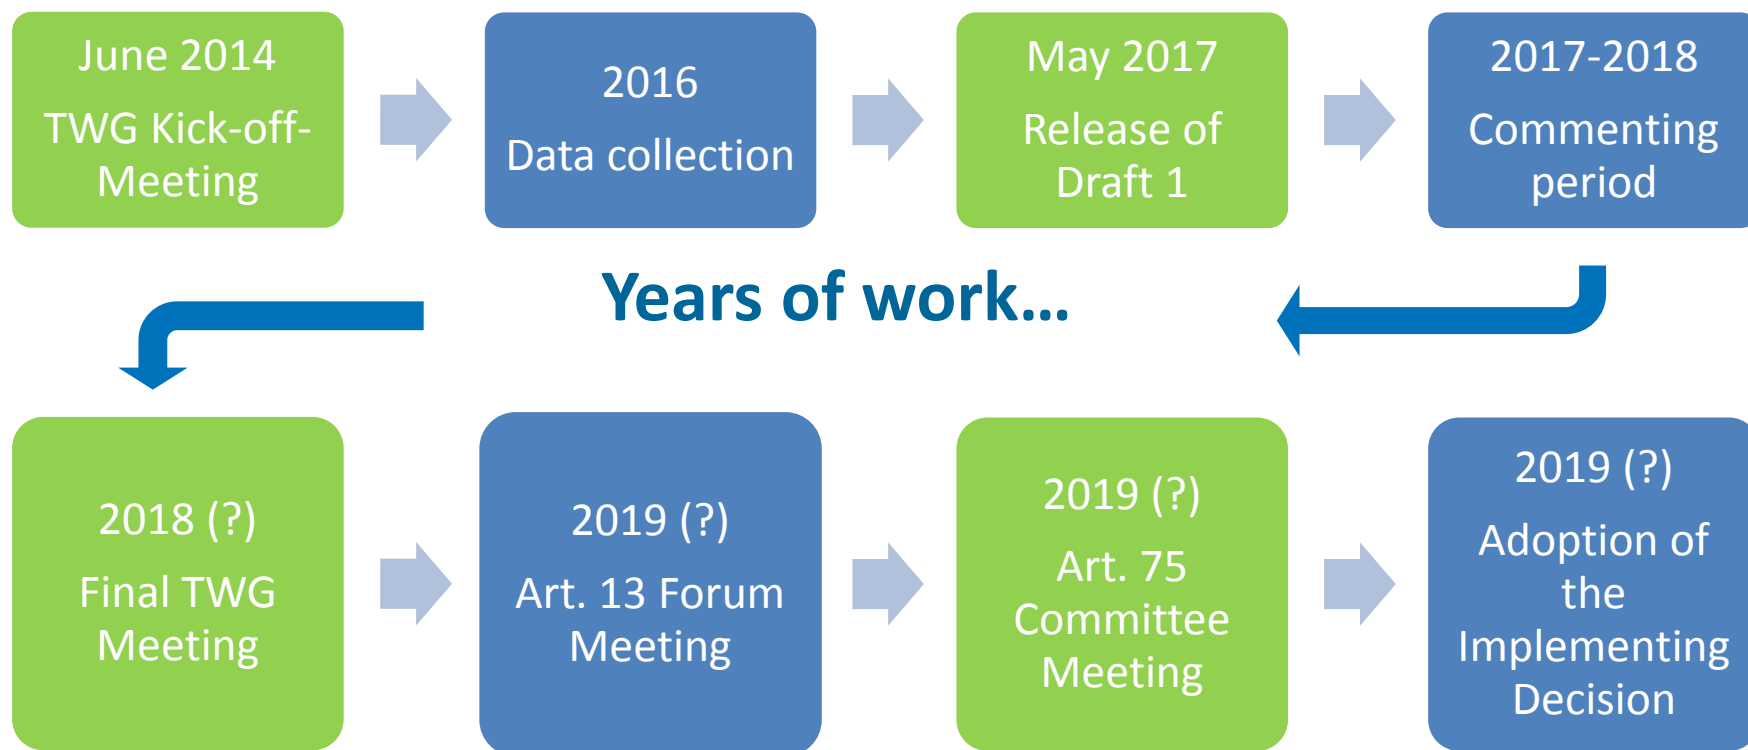 June 2014
TWG Kick-off-
Meeting
2016
Data collection
May 2017
Release of
Draft 1
2017-2018
Commenting
period
Years of work...
2018 (?)
Final TWG
Meeting
2019 (?)
Art. 13 Forum
Meeting
2019 (?)
Art. 75
Committee
Meeting
2019 (?)
Adoption of
the
Implementing
Decision